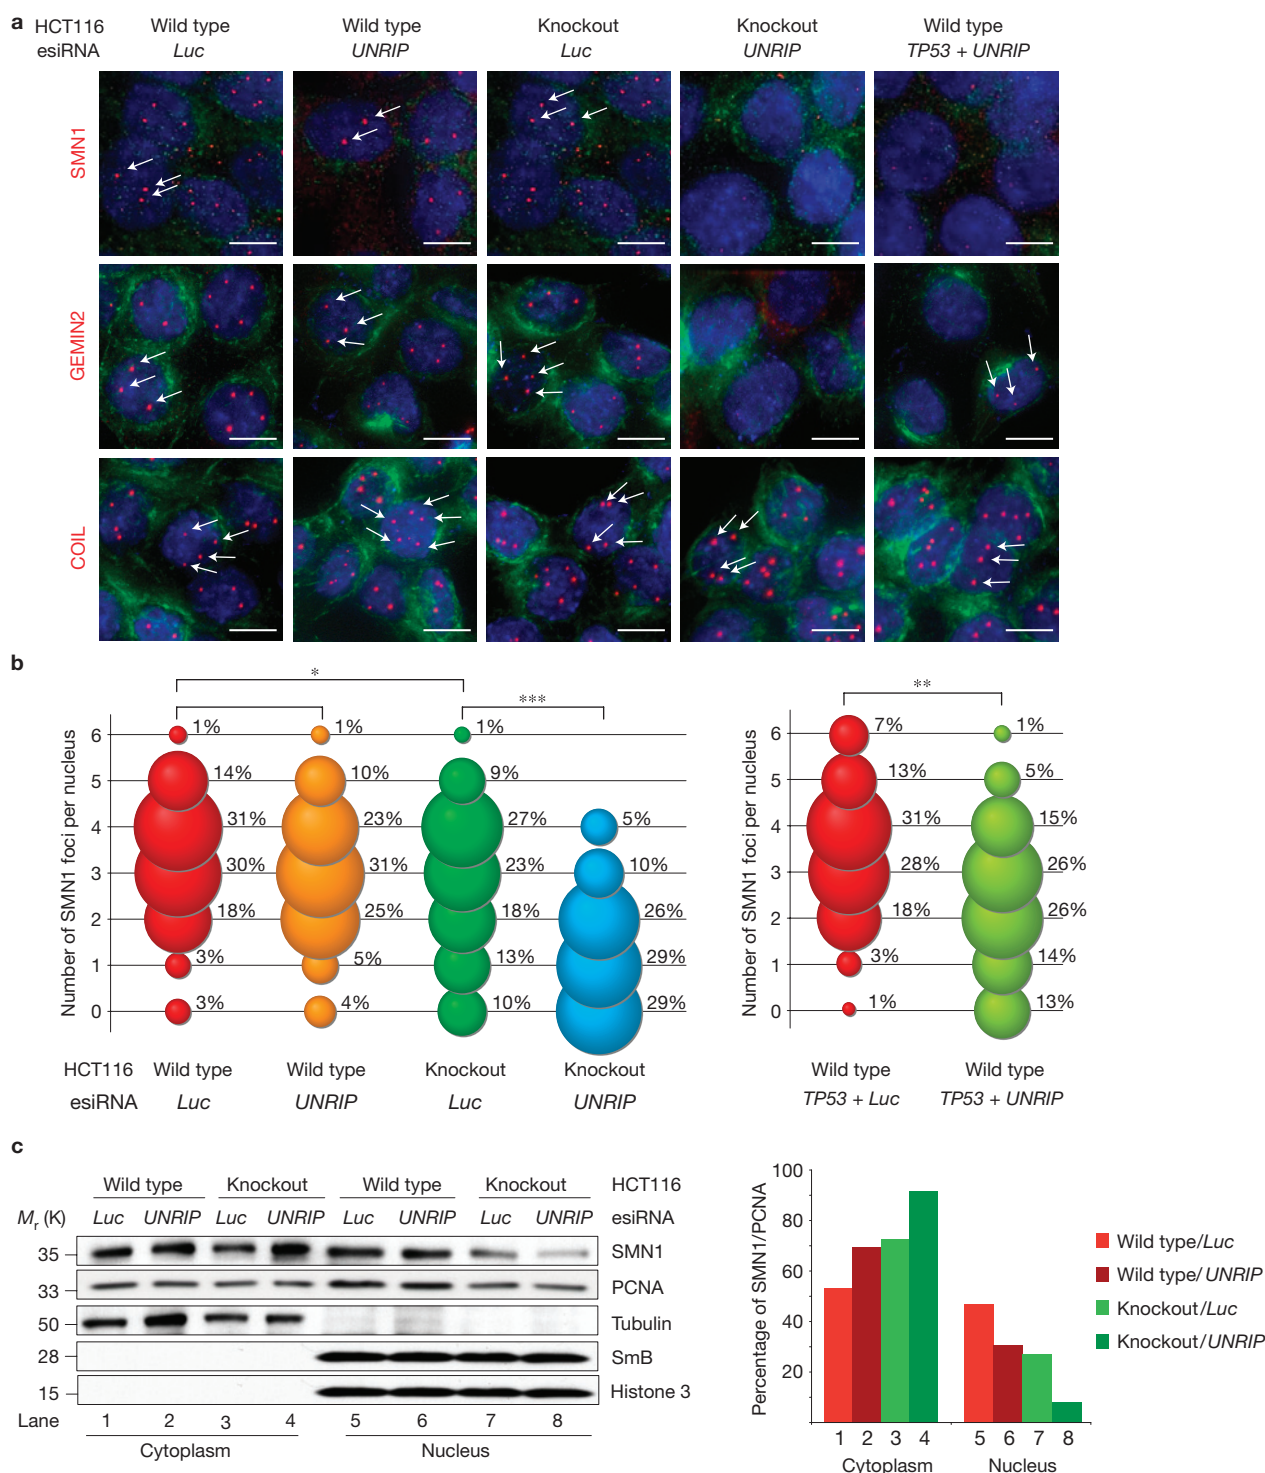 a
HCT116 Wild type Wild type Knockout Knockout Wild type
esiRNA Luc UNRIP Luc UNRIP TP53 + UNRIP
SMN1
GEMIN2
COIL
b
* *** **
Number of SMN1 foci per nucleus
6 1% 1% 1%
5 14% 10% 9%
4 31% 23% 27% 5%
3 30% 31% 23% 10%
2 18% 25% 18% 26%
1 3% 5% 13% 29%
0 3% 4% 10% 29%
HCT116 Wild type Wild type Knockout Knockout
esiRNA Luc UNRIP Luc UNRIP
Number of SMN1 foci per nucleus
6 7% 1%
5 13% 5%
4 31% 15%
3 28% 26%
2 18% 26%
1 3% 14%
0 1% 13%
Wild type Wild type
TP53 + Luc TP53 + UNRIP
c
Wild type Knockout Wild type Knockout HCT116
Mr (K) Luc UNRIP Luc UNRIP Luc UNRIP Luc UNRIP esiRNA
35 SMN1
33 PCNA
50 Tubulin
28 SmB
15 Histone 3
Lane 1 2 3 4 5 6 7 8
Cytoplasm Nucleus
Percentage of SMN1/PCNA
100
80
60
40
20
1 2 3 4 5 6 7 8
Cytoplasm Nucleus
Wild type/Luc
Wild type/UNRIP
Knockout/Luc
Knockout/UNRIP